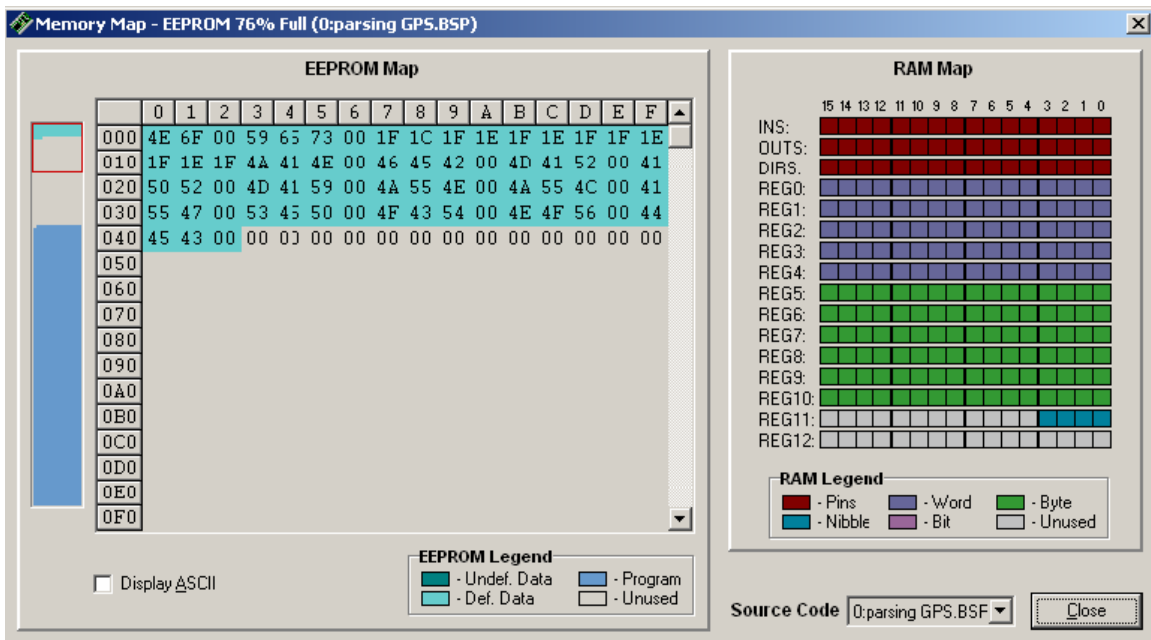 Memory Map - EEPROM 76% Full (0:parsing GPS.BSP)
EEPROM Map
0 1 2 3 4 5 6 7 8 9 A B C D E F
000 4E 6F 00 59 65 73 00 1F 1C 1F 1E 1F 1E 1F 1F 1E
010 1F 1E 1F 4A 41 4E 00 46 45 42 00 4D 41 52 00 41
020 50 52 00 4D 41 59 00 4A 55 4E 00 4A 55 4C 00 41
030 55 47 00 53 45 50 00 4F 43 54 00 4E 4F 56 00 44
040 45 43 00 00 00 00 00 00 00 00 00 00 00 00 00 00
050
060
070
080
090
0A0
0B0
0C0
0D0
0E0
0F0
Display ASCII
EEPROM Legend
- Undef. Data - Program
- Def. Data - Unused
RAM Map
15 14 13 12 11 10 9 8 7 6 5 4 3 2 1 0
INS:
OUTS:
DIRS.
REG0:
REG1:
REG2:
REG3:
REG4:
REG5:
REG6:
REG7:
REG8:
REG9:
REG10:
REG11:
REG12:
RAM Legend
- Pins - Word - Byte
- Nibble - Bit - Unused
Source Code 0:parsing GPS.BSF Close